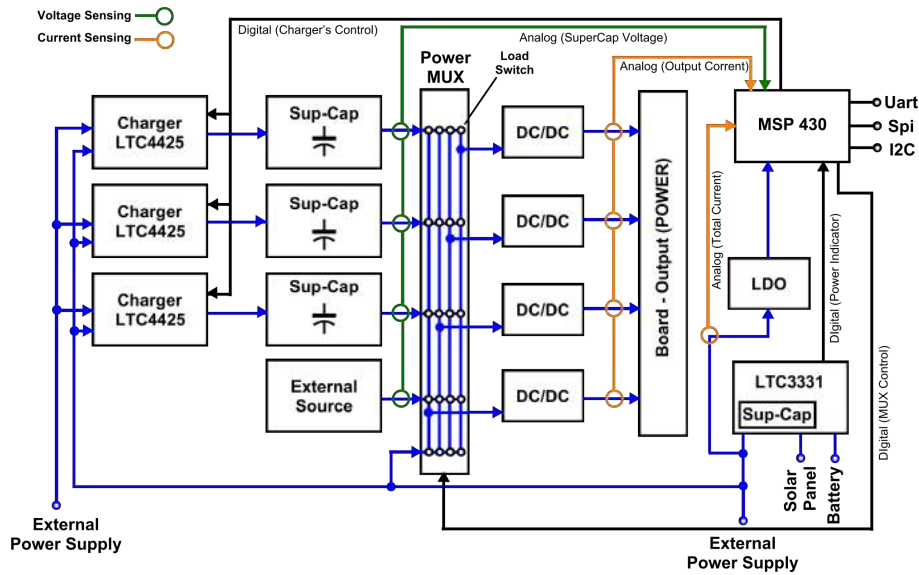 Voltage Sensing
Current Sensing
Digital (Charger's Control)
Analog (SuperCap Voltage)
Analog (Output Current)
Power
MUX
Load
Switch
Charger
LTC4425
Sup-Cap
DC/DC
Charger
LTC4425
Sup-Cap
DC/DC
Charger
LTC4425
Sup-Cap
DC/DC
External
Source
DC/DC
Board - Output (POWER)
MSP 430
Uart
Spi
I2C
Analog (Total Current)
LDO
DIgital (Power Indicator)
Digital (MUX Control)
LTC3331
Sup-Cap
Solar
Panel
Battery
External
Power Supply
External
Power Supply